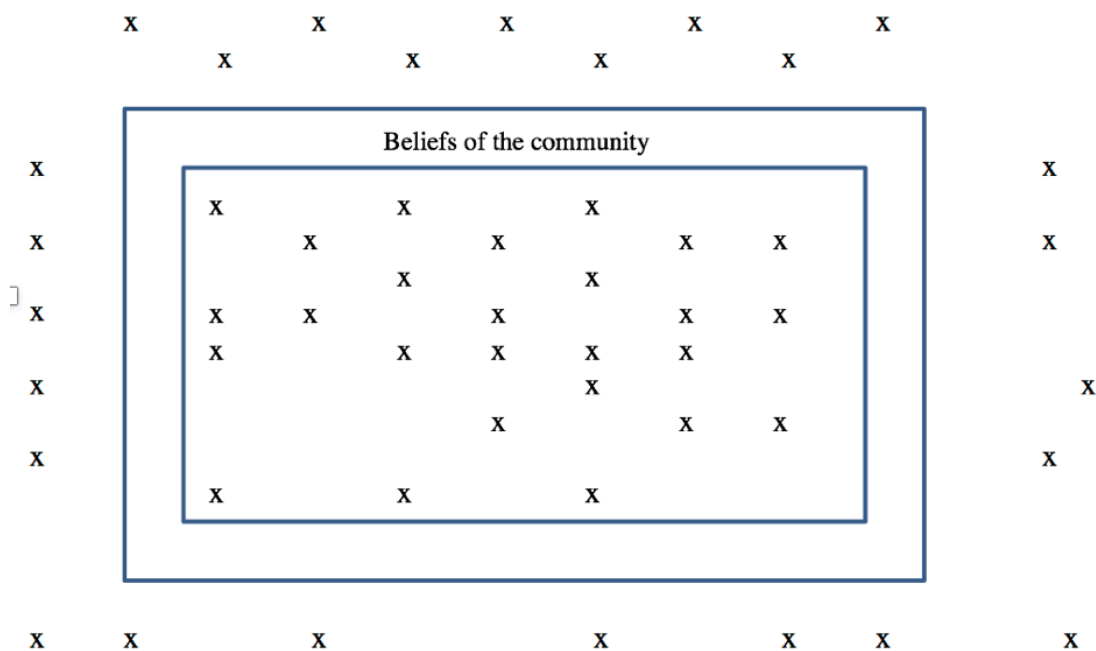 x x x x x
x x x x
Beliefs of the community
x x
x x x
x x x x x x
x x
x x x x x x
x x x x x
x x x
x x x
x x
x x x
x x x x x x x